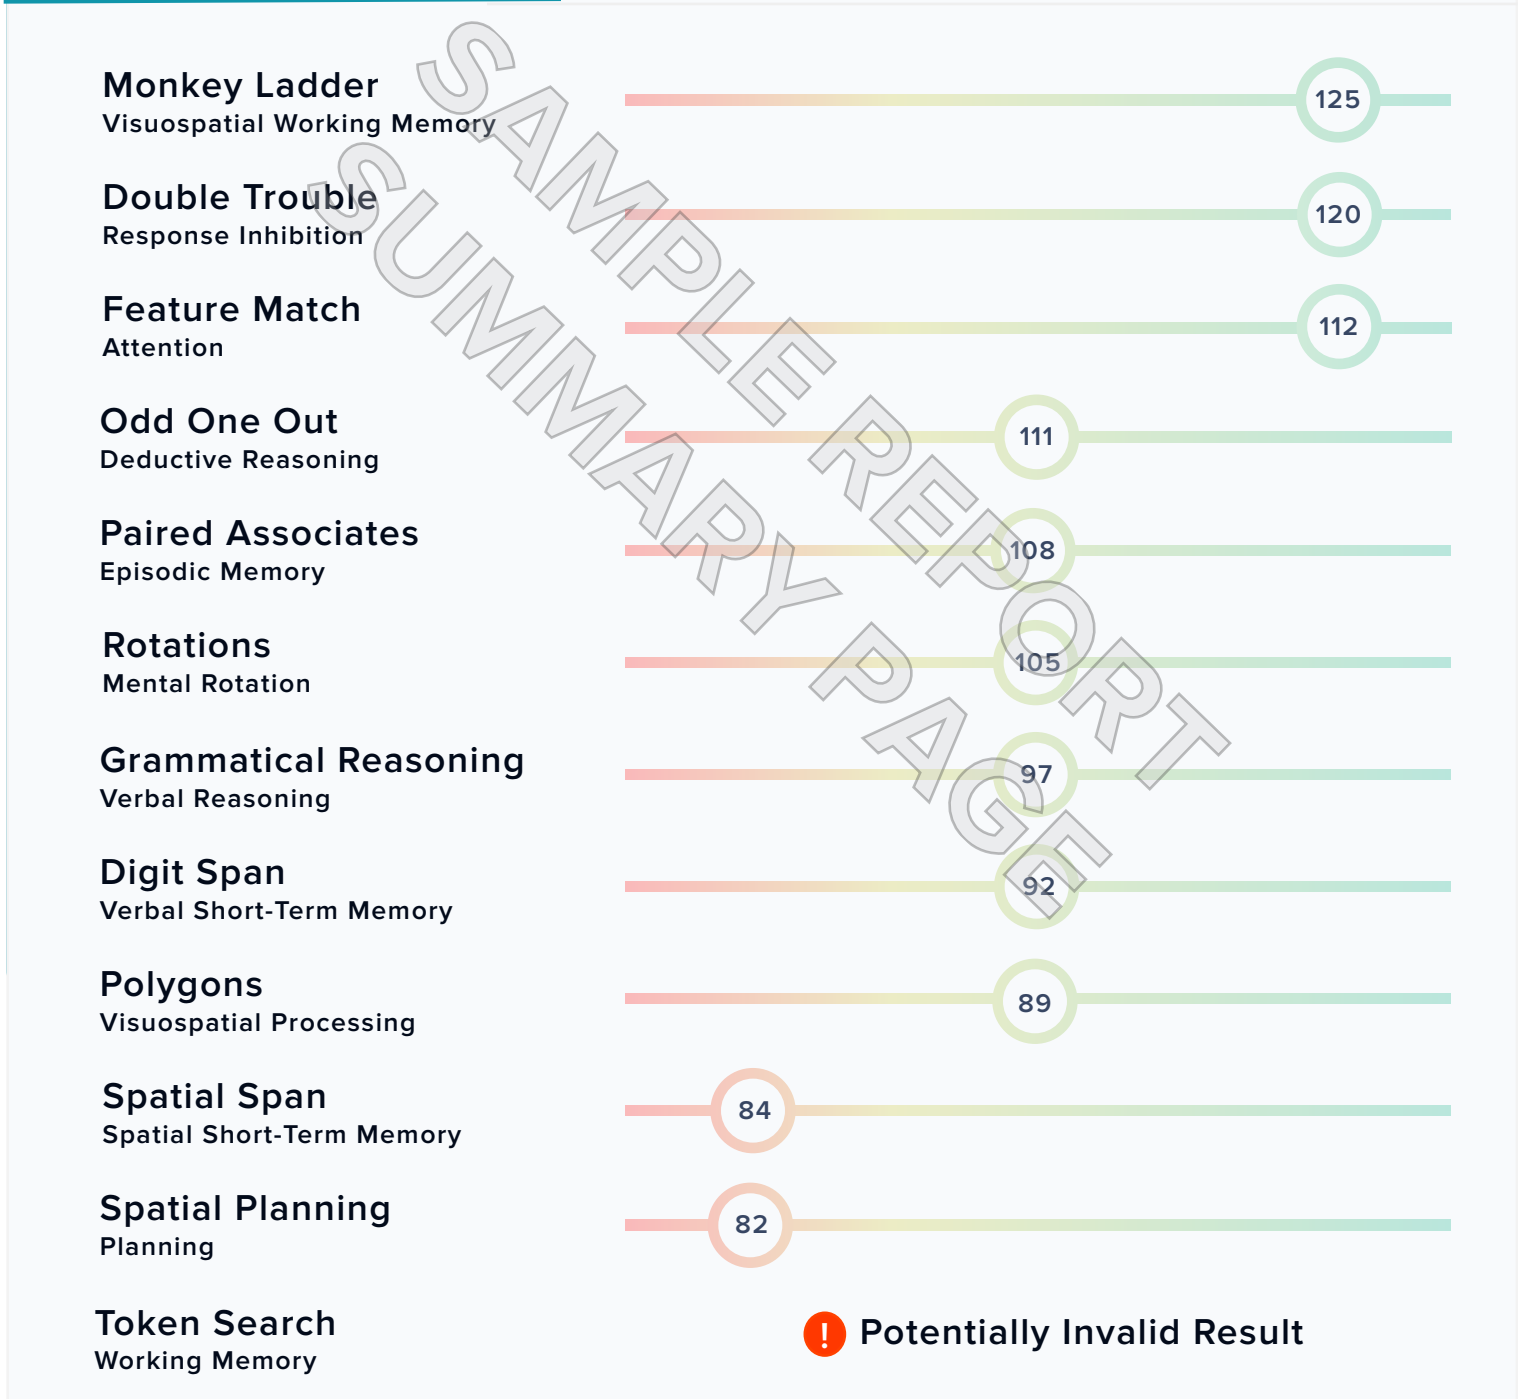 Monkey Ladder
Visuospatial Working Memory
125
Double Trouble
Response Inhibition
120
Feature Match
Attention
112
Odd One Out
Deductive Reasoning
111
Paired Associates
Episodic Memory
108
Rotations
Mental Rotation
105
Grammatical Reasoning
Verbal Reasoning
97
Digit Span
Verbal Short-Term Memory
92
Polygons
Visuospatial Processing
89
Spatial Span
Spatial Short-Term Memory
84
Spatial Planning
Planning
82
Token Search
Working Memory
! Potentially Invalid Result
SAMPLE REPORT
SUMMARY PAGE